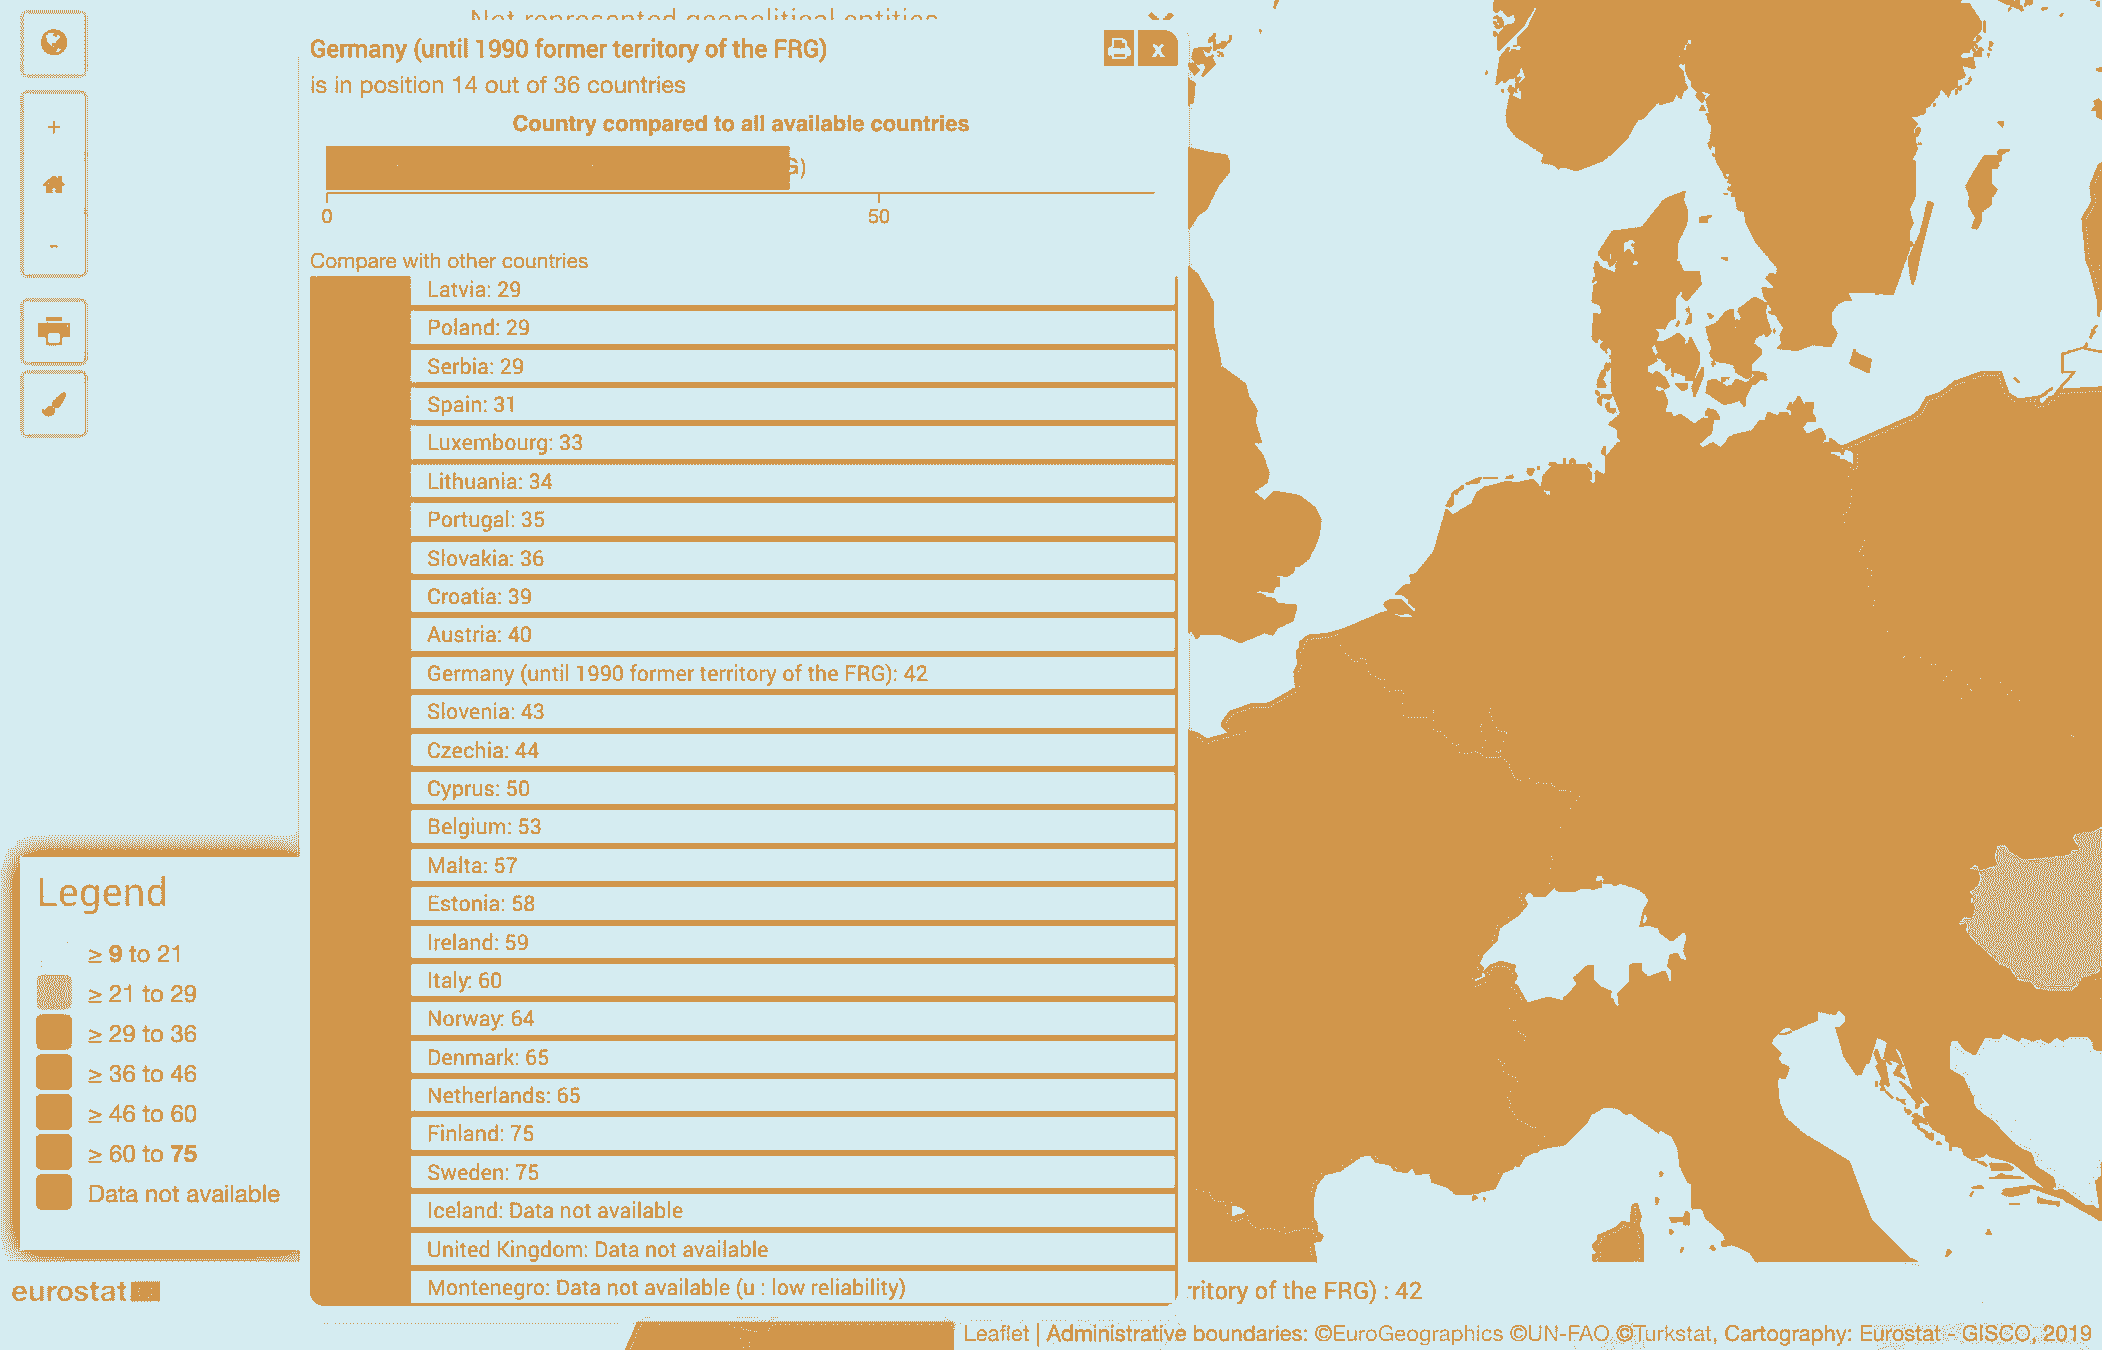 Not represented geopolitical entities
Germany (until 1990 former territory of the FRG)
x
is in position 14 out of 36 countries
Country compared to all available countries
G)
0
50
Compare with other countries
Latvia: 29
Poland: 29
Serbia: 29
Spain: 31
Luxembourg: 33
Lithuania: 34
Portugal: 35
Slovakia: 36
Croatia: 39
Austria: 40
Germany (until 1990 former territory of the FRG): 42
Slovenia: 43
Czechia: 44
Cyprus: 50
Belgium: 53
Malta: 57
Estonia: 58
Ireland: 59
Italy: 60
Norway: 64
Denmark: 65
Netherlands: 65
Finland: 75
Sweden: 75
Iceland: Data not available
United Kingdom: Data not available
Montenegro: Data not available (u : low reliability)
+
-
Legend
≥ 9 to 21
≥ 21 to 29
≥ 29 to 36
≥ 36 to 46
≥ 46 to 60
≥ 60 to 75
Data not available
eurostat
rritory of the FRG) : 42
Leaflet | Administrative boundaries: ©EuroGeographics ©UN-FAO ©Turkstat, Cartography: Eurostat - GISCO, 2019